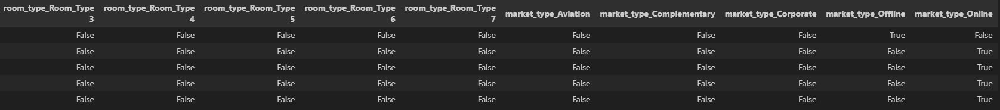 room_type_Room_Type 3 room_type_Room_Type 4 room_type_Room_Type 5 room_type_Room_Type 6 room_type_Room_Type 7 market_type_Aviation market_type_Complementary market_type_Corporate market_type_Offline market_type_Online
False False False False False False False False True False
False False False False False False False False False True
False False False False False False False False False True
False False False False False False False False False True
False False False False False False False False False True